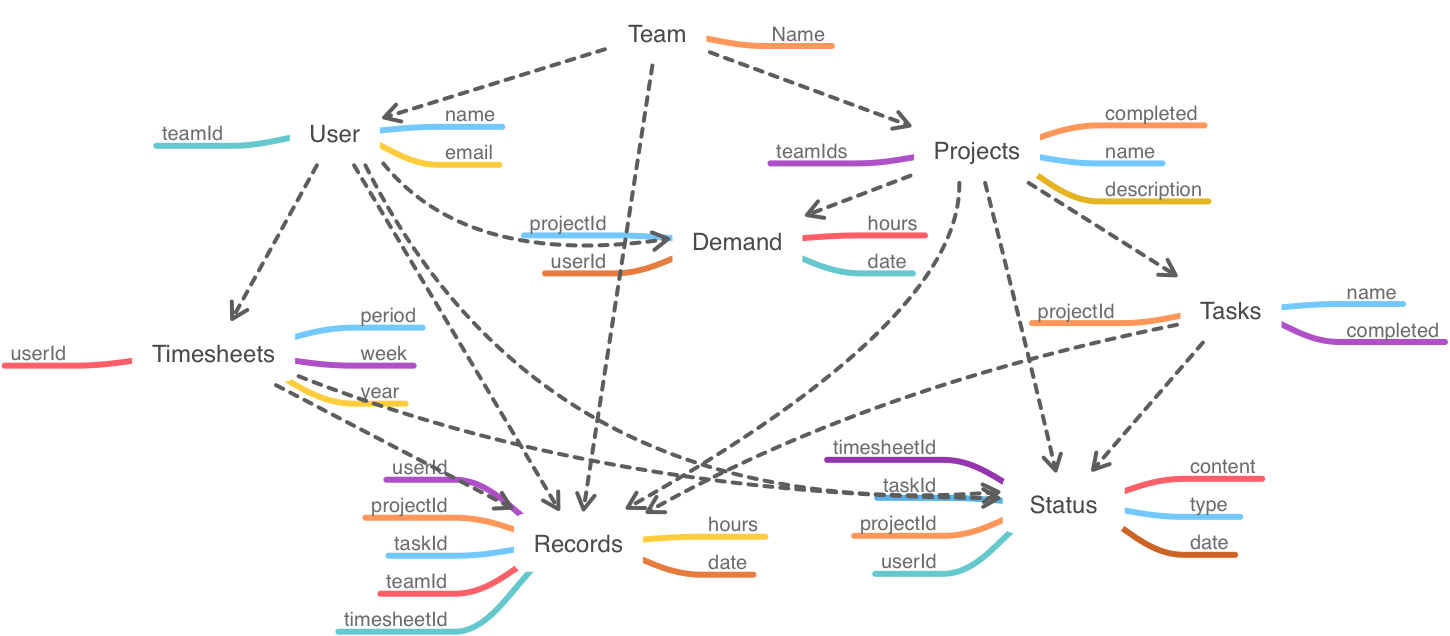 Team
Name
teamId
User
name
email
teamIds
Projects
completed
name
description
projectId
userId
Demand
hours
date
projectId
Tasks
name
completed
userId
Timesheets
period
week
year
userId
projectId
taskId
teamId
timesheetId
Records
hours
date
timesheetId
taskId
projectId
userId
Status
content
type
date